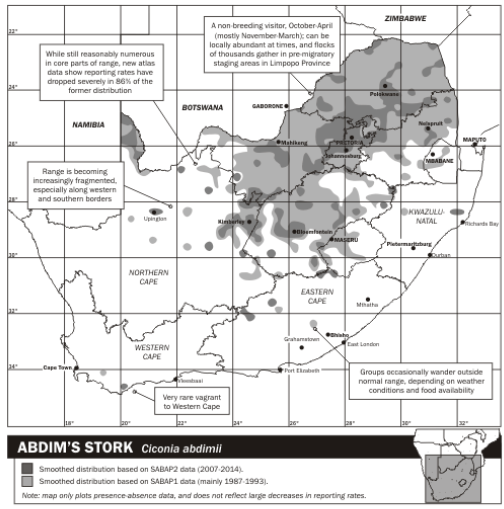 ZIMBABWE
A non-breeding visitor, October-April
(mostly November-March); can be
locally abundant at times, and flocks
of thousands gather in pre-migratory
staging areas in Limpopo Province
22°
While still reasonably numerous
in core parts of range, new atlas
data show reporting rates have
dropped severely in 86% of the
former distribution
24°
Polokwane
BOTSWANA
GABORONE
NAMIBIA
Nelspruit
Mahikeng
PRETORIA
MAPUTO
26°
Johannesburg
MBABANE
Range is becoming
increasingly fragmented,
especially along western
and southern borders
28°
Upington
Kimberley
KWAZULU-
NATAL
Richards Bay
Bloemfontein
MASERU
Pietermaritzburg
Durban
30°
NORTHERN
CAPE
EASTERN
CAPE
Mthatha
32°
WESTERN
CAPE
Grahamstown
Bhisho
East London
34°
Cape Town
Mosselbaai
Port Elizabeth
Groups occasionally wander outside
normal range, depending on weather
conditions and food availability
Very rare vagrant
to Western Cape
18°
20°
22°
24°
26°
28°
30°
32°
ABDIM'S STORK Ciconia abdimii
Smoothed distribution based on SABAP2 data (2007-2014).
Smoothed distribution based on SABAP1 data (mainly 1987-1993).
Note: map only plots presence-absence data, and does not reflect large decreases in reporting rates.